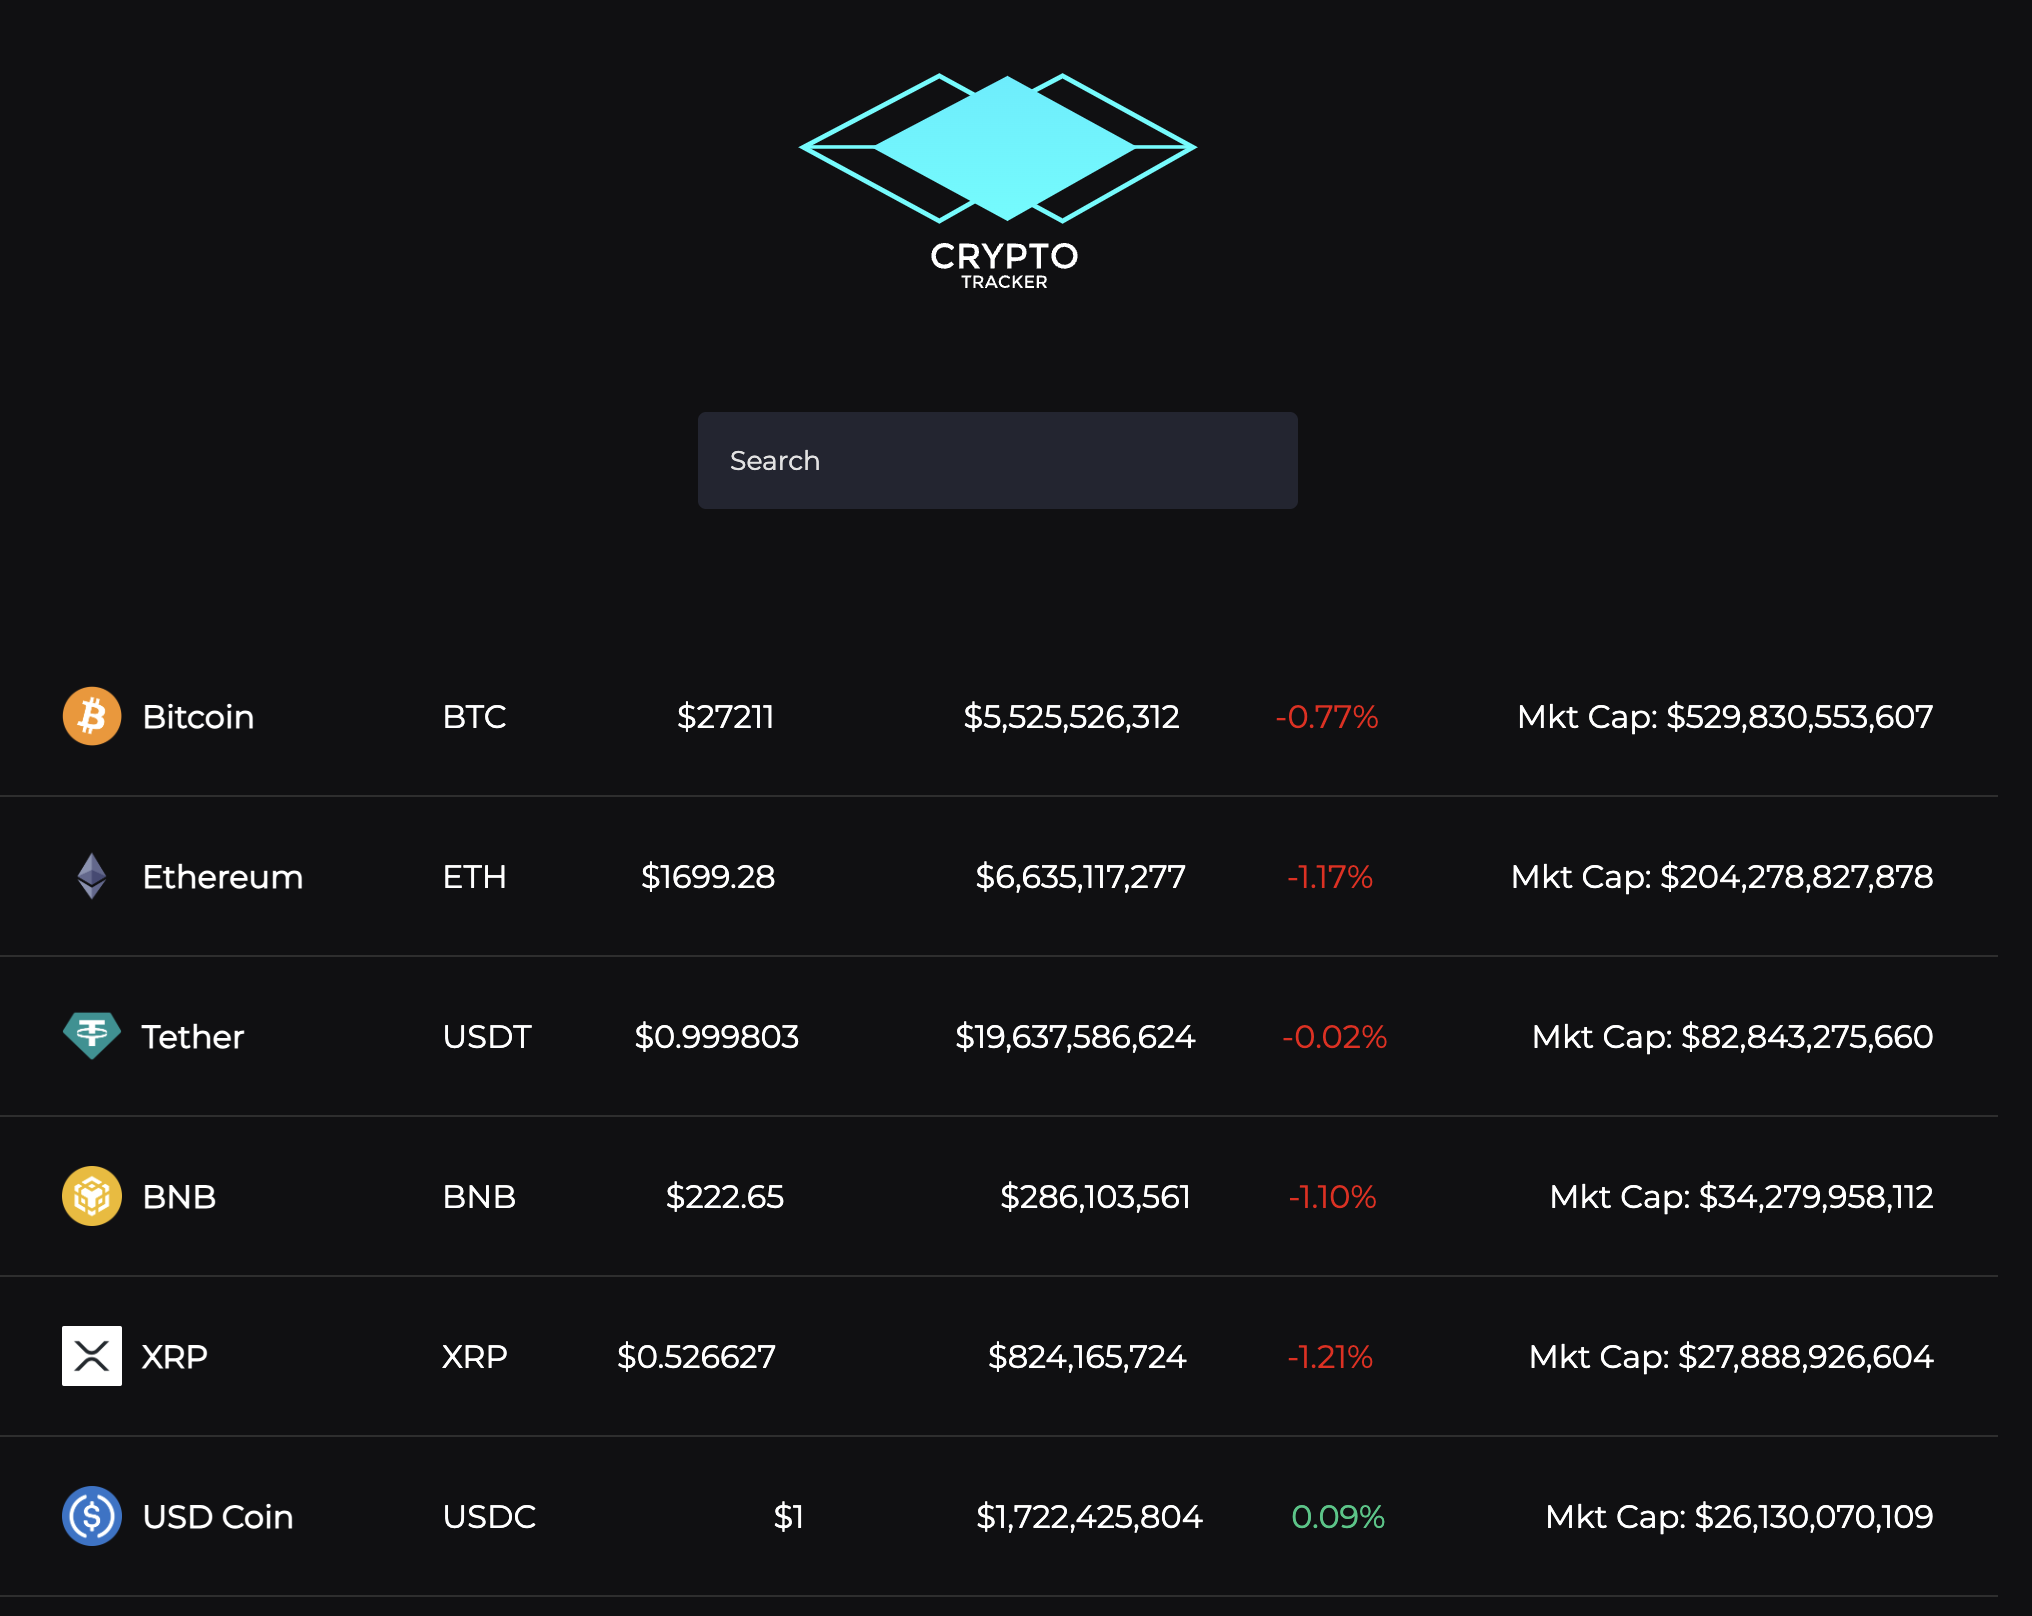 CRYPTO
TRACKER
Search
Bitcoin BTC $27211 $5,525,526,312 -0.77% Mkt Cap: $529,830,553,607
Ethereum ETH $1699.28 $6,635,117,277 -1.17% Mkt Cap: $204,278,827,878
Tether USDT $0.999803 $19,637,586,624 -0.02% Mkt Cap: $82,843,275,660
BNB BNB $222.65 $286,103,561 -1.10% Mkt Cap: $34,279,958,112
XRP XRP $0.526627 $824,165,724 -1.21% Mkt Cap: $27,888,926,604
USD Coin USDC $1 $1,722,425,804 0.09% Mkt Cap: $26,130,070,109